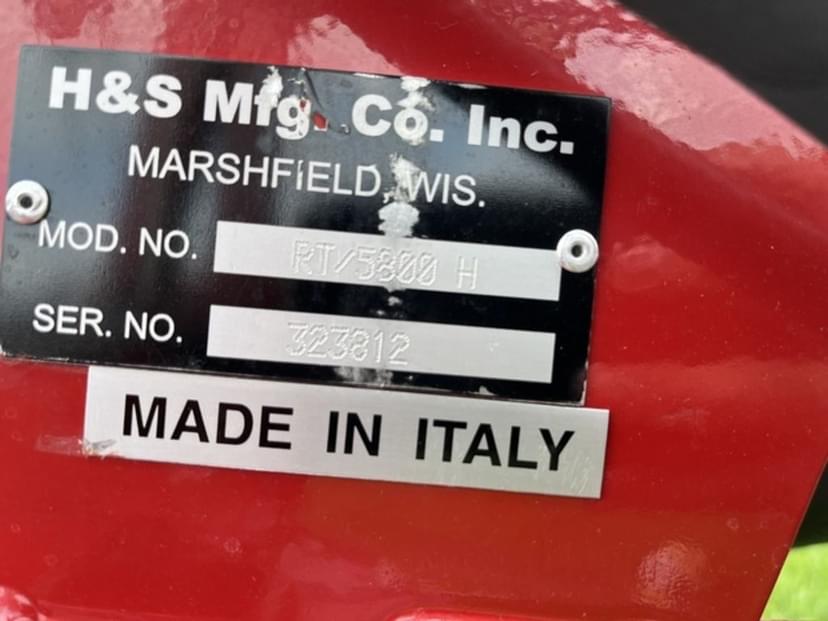 H&S Mfg. Co. Inc.
MARSHFIELD, WIS.
MOD. NO. RT/5800 H
SER. NO. 323812
MADE IN ITALY